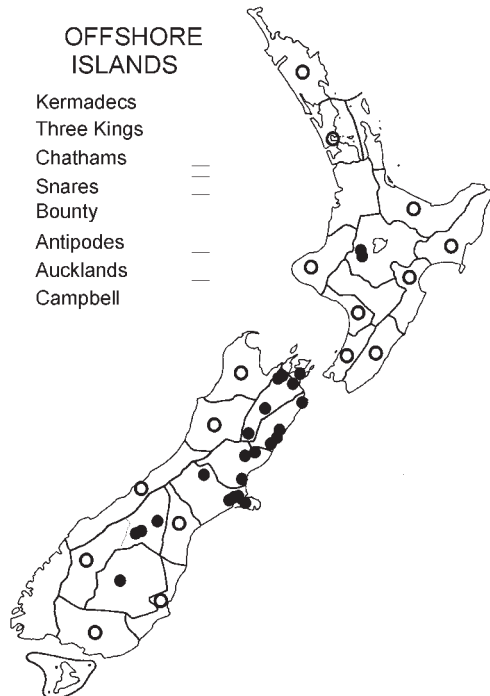 OFFSHORE
ISLANDS
Kermadecs
Three Kings
Chathams
Snares
Bounty
Antipodes
Aucklands
Campbell